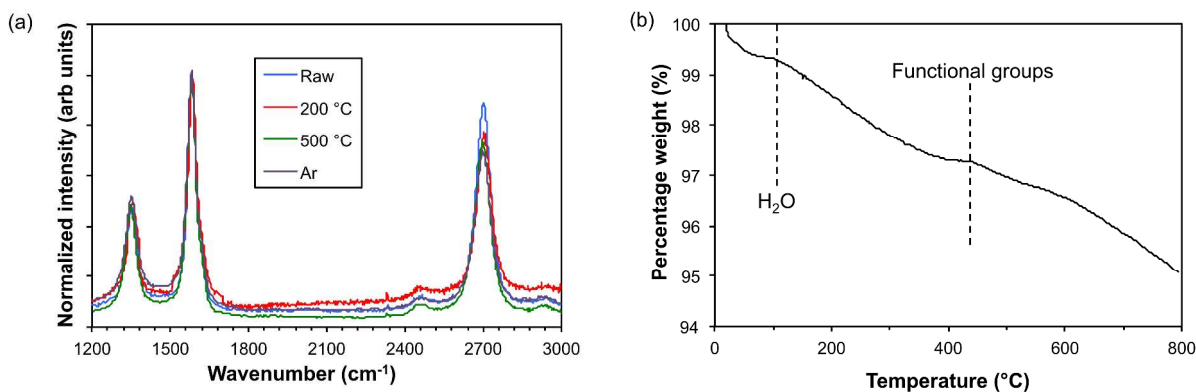 (a)
Normalized intensity (arb units)
Raw
200 °C
500 °C
Ar
1200 1500 1800 2100 2400 2700 3000
Wavenumber (cm-1)
(b)
Percentage weight (%)
100
99
98
97
96
95
94
Functional groups
H2O
0 200 400 600 800
Temperature (°C)